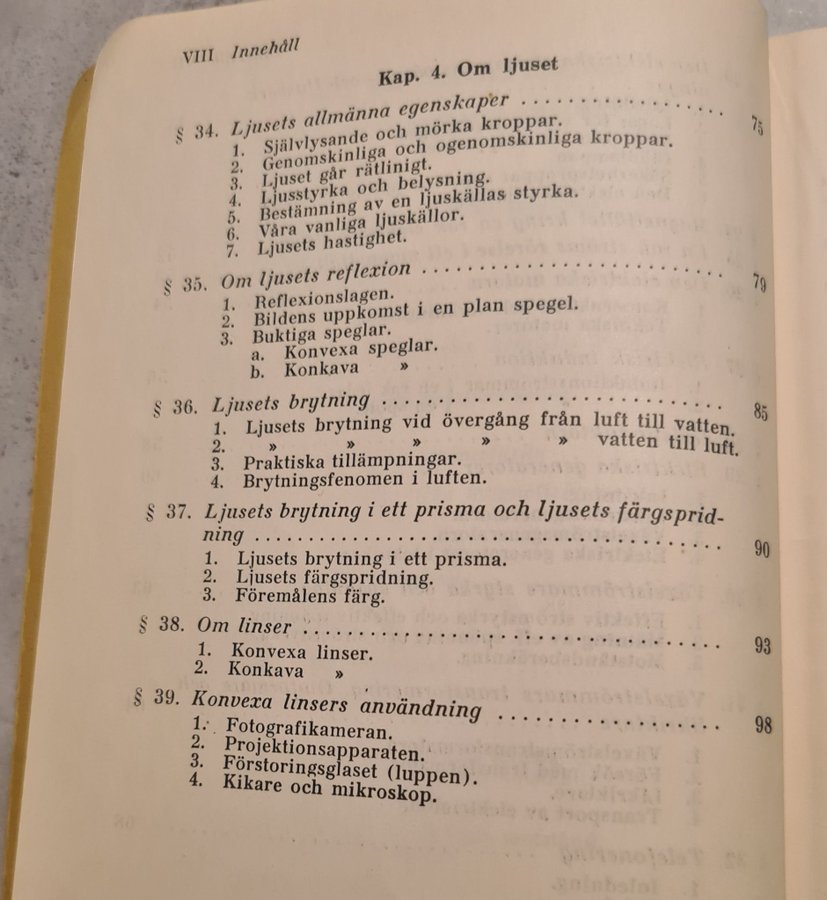 VIII Innehåll
Kap. 4. Om ljuset
§ 34. Ljusets allmänna egenskaper . . . . . . . . . . . . . . . . . . 75
1. Självlysande och mörka kroppar.
2. Genomskinliga och ogenomskinliga kroppar.
3. Ljuset går rätlinigt.
4. Ljusstyrka och belysning.
5. Bestämning av en ljuskällas styrka.
6. Våra vanliga ljuskällor.
7. Ljusets hastighet.
§ 35. Om ljusets reflexion . . . . . . . . . . . . . . . . . . . . . . . . . . 79
1. Reflexionslagen.
2. Bildens uppkomst i en plan spegel.
3. Buktiga speglar.
a. Konvexa speglar.
b. Konkava »
§ 36. Ljusets brytning . . . . . . . . . . . . . . . . . . . . . . . . . . . . . . 85
1. Ljusets brytning vid övergång från luft till vatten.
2. » » » » » vatten till luft.
3. Praktiska tillämpningar.
4. Brytningsfenomen i luften.
§ 37. Ljusets brytning i ett prisma och ljusets färgsprid-
ning . . . . . . . . . . . . . . . . . . . . . . . . . . . . . . . . . . . . . . . . . 90
1. Ljusets brytning i ett prisma.
2. Ljusets färgspridning.
3. Föremålens färg.
§ 38. Om linser . . . . . . . . . . . . . . . . . . . . . . . . . . . . . . . . . . . . 93
1. Konvexa linser.
2. Konkava »
§ 39. Konvexa linsers användning . . . . . . . . . . . . . . . . . . . 98
1. Fotografikameran.
2. Projektionsapparaten.
3. Förstoringsglaset (luppen).
4. Kikare och mikroskop.